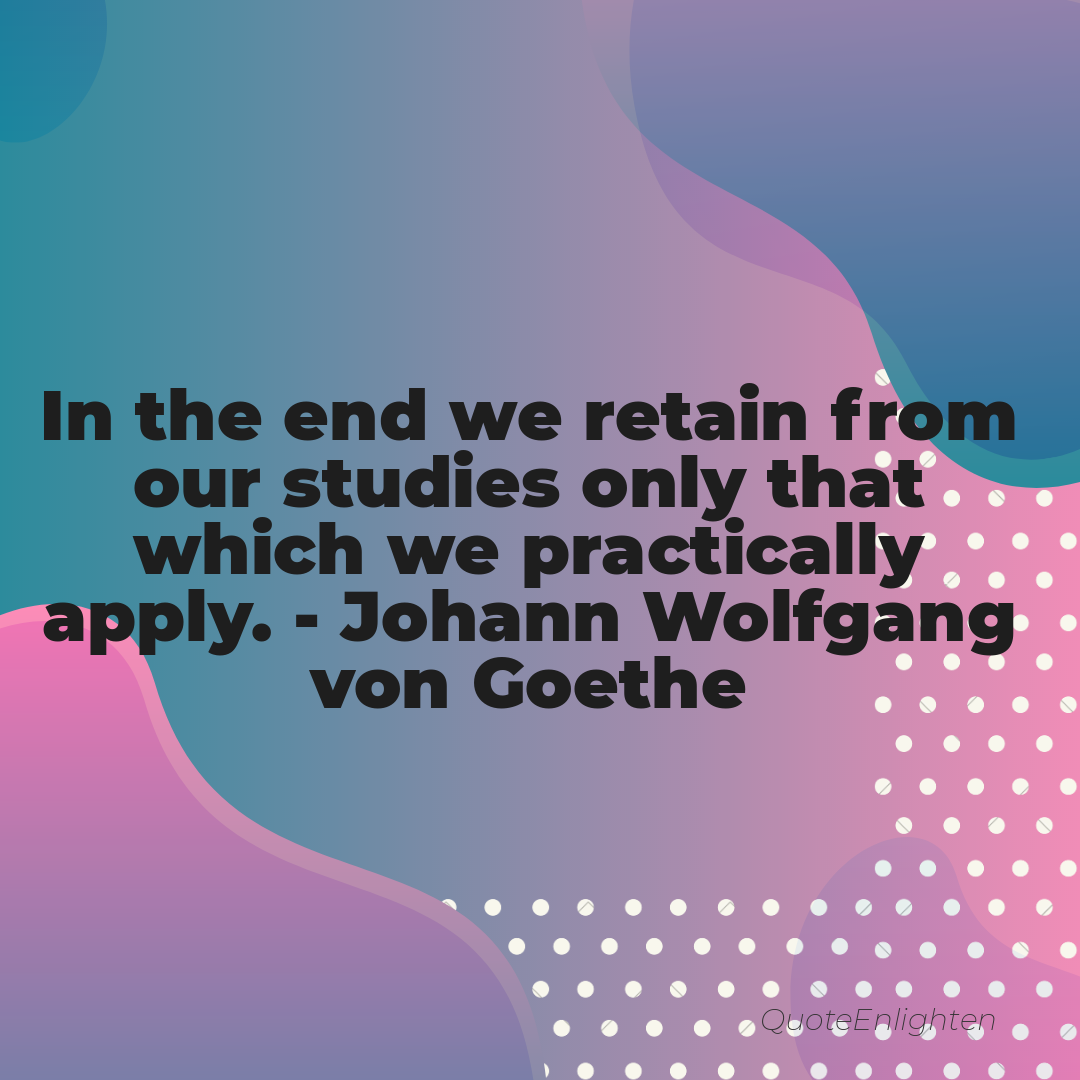 In the end we retain from
our studies only that
which we practically
apply. - Johann Wolfgang
von Goethe
QuoteEnlighten